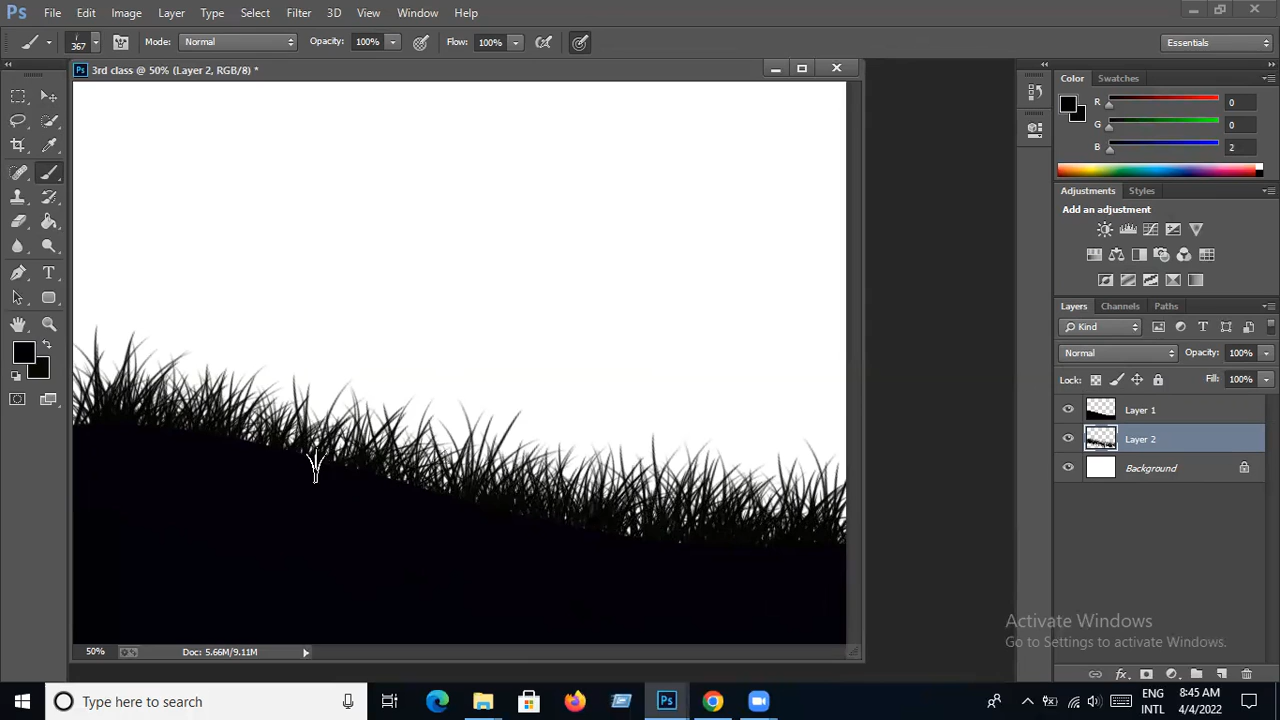 Ps File Edit Image Layer Type Select Filter 3D View Window Help
367 Mode: Normal Opacity: 100% Flow: 100% Essentials
3rd class @ 50% (Layer 2, RGB/8) *
Color Swatches
R 0
G 0
B 2
Adjustments Styles
Add an adjustment
Layers Channels Paths
Kind
Normal Opacity: 100%
Lock: Fill: 100%
Layer 1
Layer 2
Background
Activate Windows
Go to Settings to activate Windows.
50% Doc: 5.66M/9.11M
Type here to search
Ps
ENG
INTL
8:45 AM
4/4/2022